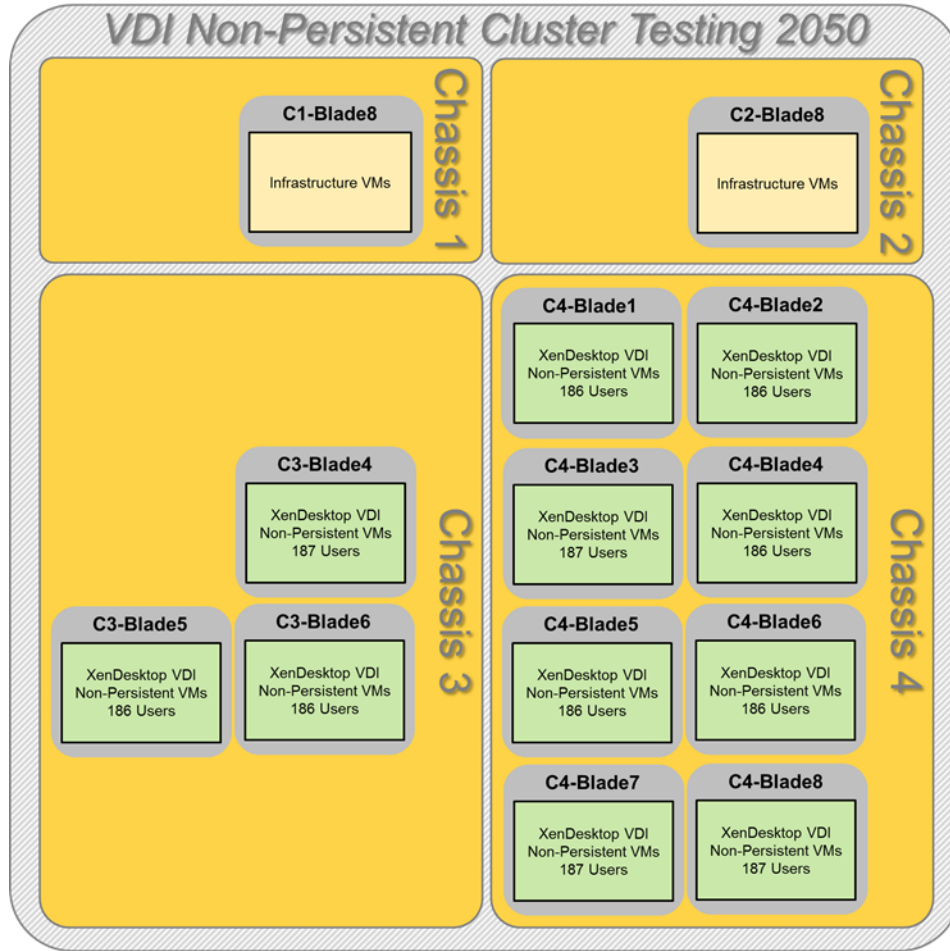 VDI Non-Persistent Cluster Testing 2050
Chassis 1
C1-Blade8
Infrastructure VMs
Chassis 2
C2-Blade8
Infrastructure VMs
Chassis 3
C3-Blade4
XenDesktop VDI
Non-Persistent VMs
187 Users
C3-Blade5
XenDesktop VDI
Non-Persistent VMs
186 Users
C3-Blade6
XenDesktop VDI
Non-Persistent VMs
186 Users
Chassis 4
C4-Blade1
XenDesktop VDI
Non-Persistent VMs
186 Users
C4-Blade2
XenDesktop VDI
Non-Persistent VMs
186 Users
C4-Blade3
XenDesktop VDI
Non-Persistent VMs
187 Users
C4-Blade4
XenDesktop VDI
Non-Persistent VMs
186 Users
C4-Blade5
XenDesktop VDI
Non-Persistent VMs
186 Users
C4-Blade6
XenDesktop VDI
Non-Persistent VMs
186 Users
C4-Blade7
XenDesktop VDI
Non-Persistent VMs
187 Users
C4-Blade8
XenDesktop VDI
Non-Persistent VMs
187 Users